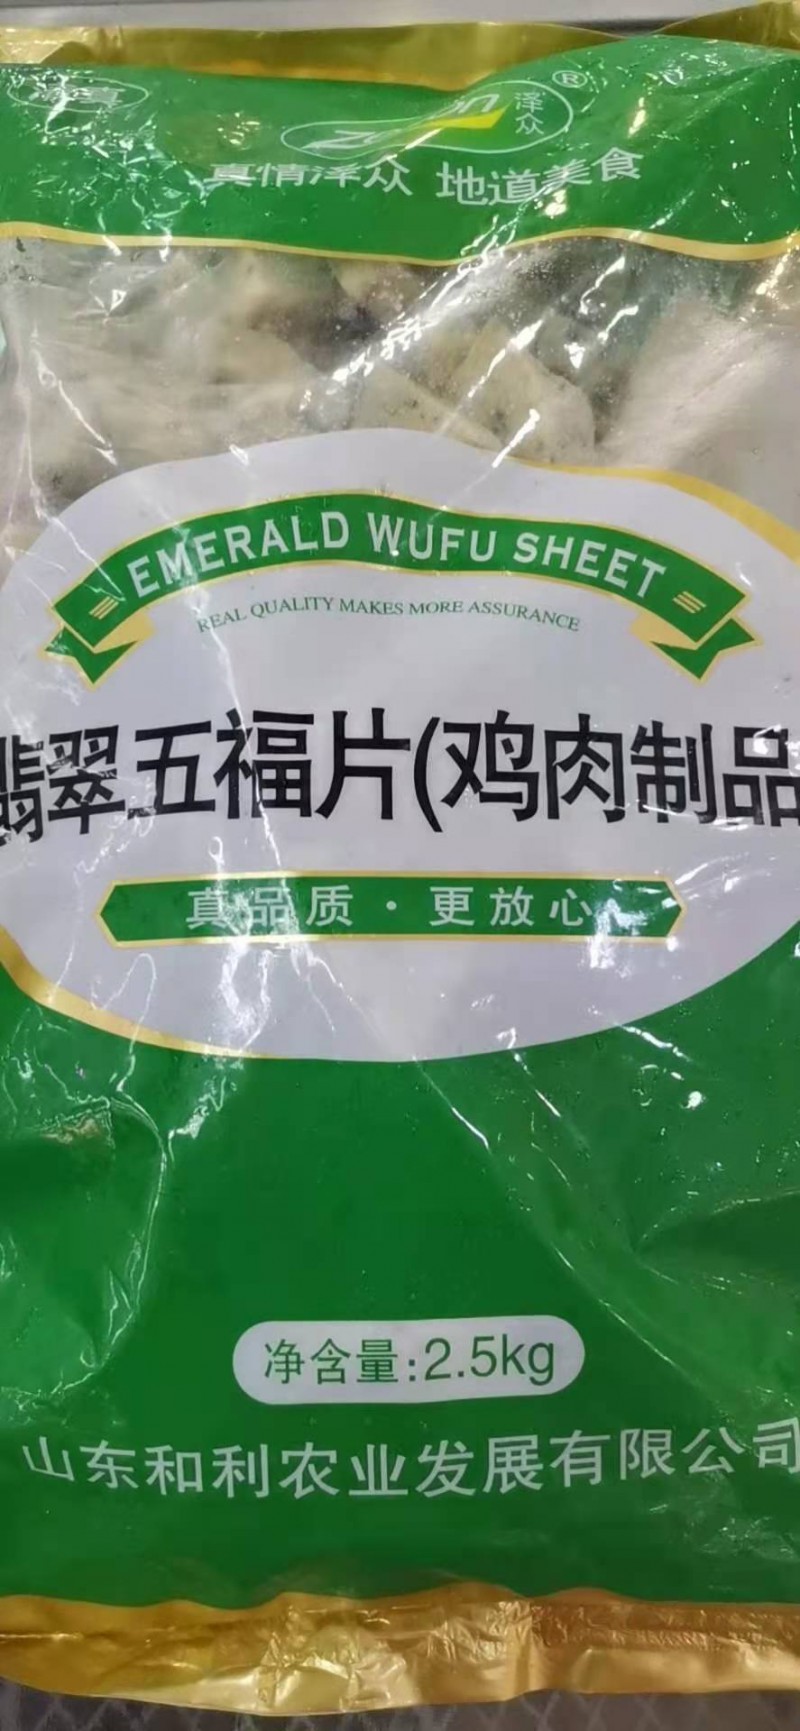 清真
泽众
®
真情泽众 地道美食
EMERALD WUFU SHEET
REAL QUALITY MAKES MORE ASSURANCE
翡翠五福片(鸡肉制品
真品质·更放心
净含量:2.5kg
山东和利农业发展有限公司